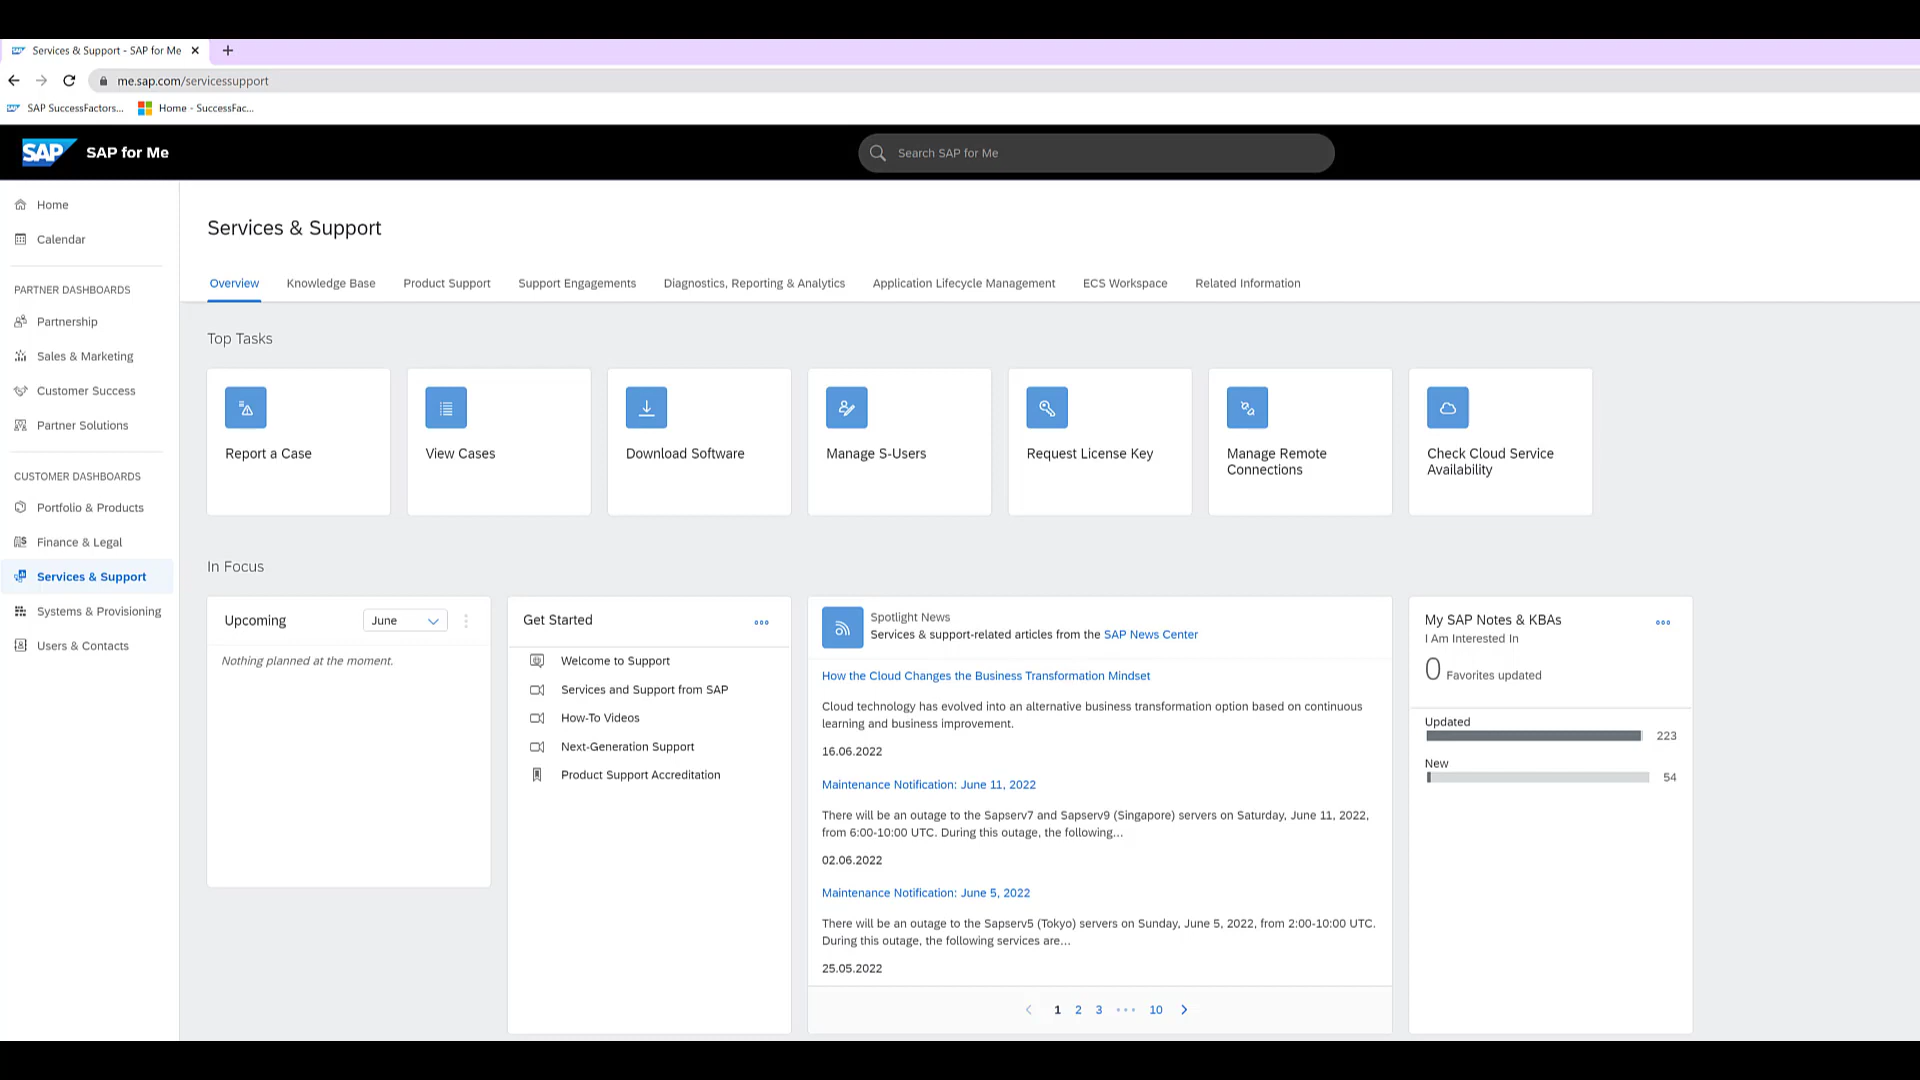 Services & Support - SAP for Me
me.sap.com/servicessupport
SAP SuccessFactors...
Home - SuccessFac...
SAP
SAP for Me
Search SAP for Me
Home
Calendar
PARTNER DASHBOARDS
Partnership
Sales & Marketing
Customer Success
Partner Solutions
CUSTOMER DASHBOARDS
Portfolio & Products
Finance & Legal
Services & Support
Systems & Provisioning
Users & Contacts
Services & Support
Overview
Knowledge Base
Product Support
Support Engagements
Diagnostics, Reporting & Analytics
Application Lifecycle Management
ECS Workspace
Related Information
Top Tasks
Report a Case
View Cases
Download Software
Manage S-Users
Request License Key
Manage Remote
Connections
Check Cloud Service
Availability
In Focus
Upcoming
June
Nothing planned at the moment.
Get Started
Welcome to Support
Services and Support from SAP
How-To Videos
Next-Generation Support
Product Support Accreditation
Spotlight News
Services & support-related articles from the SAP News Center
How the Cloud Changes the Business Transformation Mindset
Cloud technology has evolved into an alternative business transformation option based on continuous
learning and business improvement.
16.06.2022
Maintenance Notification: June 11, 2022
There will be an outage to the Sapserv7 and Sapserv9 (Singapore) servers on Saturday, June 11, 2022,
from 6:00-10:00 UTC. During this outage, the following...
02.06.2022
Maintenance Notification: June 5, 2022
There will be an outage to the Sapserv5 (Tokyo) servers on Sunday, June 5, 2022, from 2:00-10:00 UTC.
During this outage, the following services are...
25.05.2022
1 2 3 ... 10
My SAP Notes & KBAs
I Am Interested In
0 Favorites updated
Updated
223
New
54